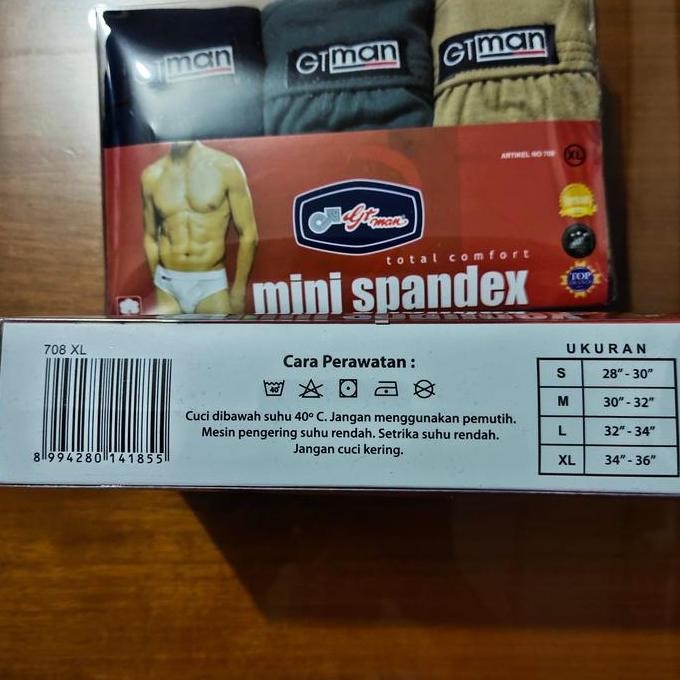 GTman
GTman
GTman
ARTIKEL NO 708 XL
Gt man
total comfort
mini spandex
TOP
708 XL
8 994280 141855
Cara Perawatan :
40
Cuci dibawah suhu 40º C. Jangan menggunakan pemutih.
Mesin pengering suhu rendah. Setrika suhu rendah.
Jangan cuci kering.
UKURAN
S 28" - 30"
M 30" - 32"
L 32" - 34"
XL 34" - 36"